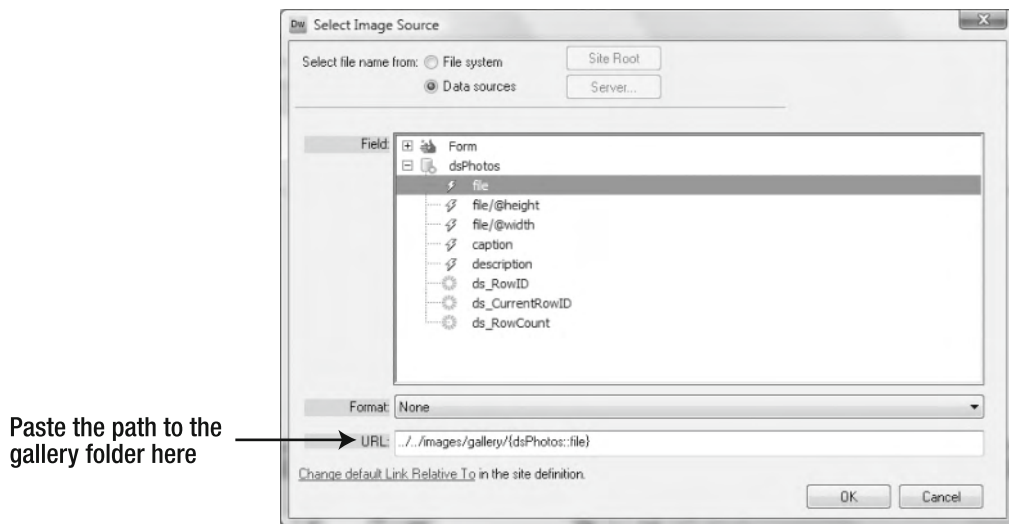 Dw Select Image Source
Select file name from: File system Site Root
Data sources Server...
Field: Form
dsPhotos
file
file/@height
file/@width
caption
description
ds_RowID
ds_CurrentRowID
ds_RowCount
Format: None
Paste the path to the
gallery folder here
URL: ../../images/gallery/{dsPhotos::file}
Change default Link Relative To in the site definition.
OK Cancel